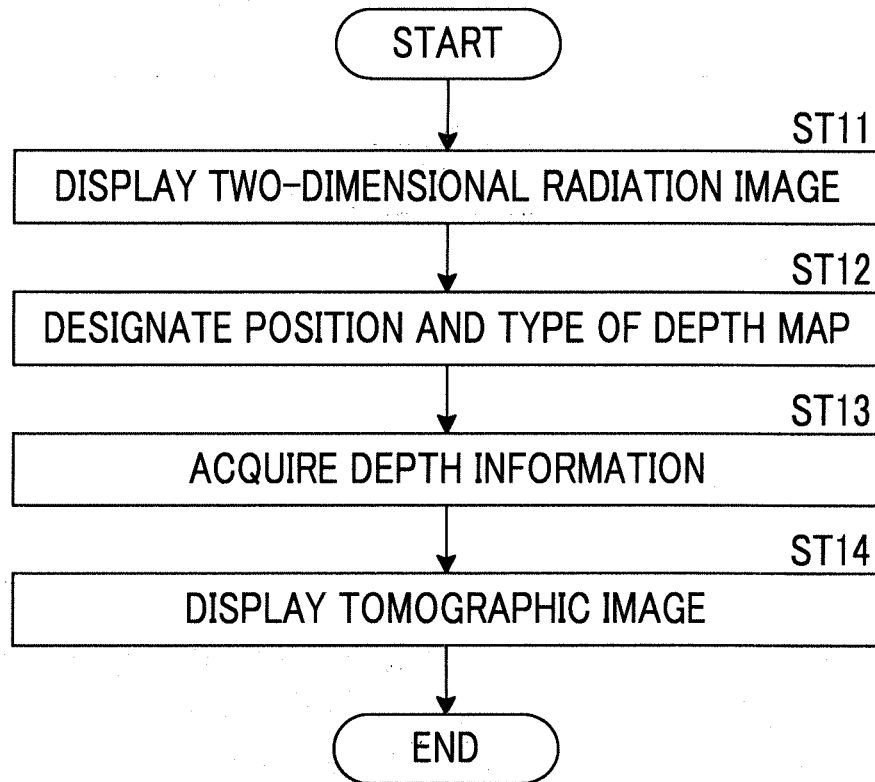 START
ST11
DISPLAY TWO-DIMENSIONAL RADIATION IMAGE
ST12
DESIGNATE POSITION AND TYPE OF DEPTH MAP
ST13
ACQUIRE DEPTH INFORMATION
ST14
DISPLAY TOMOGRAPHIC IMAGE
END